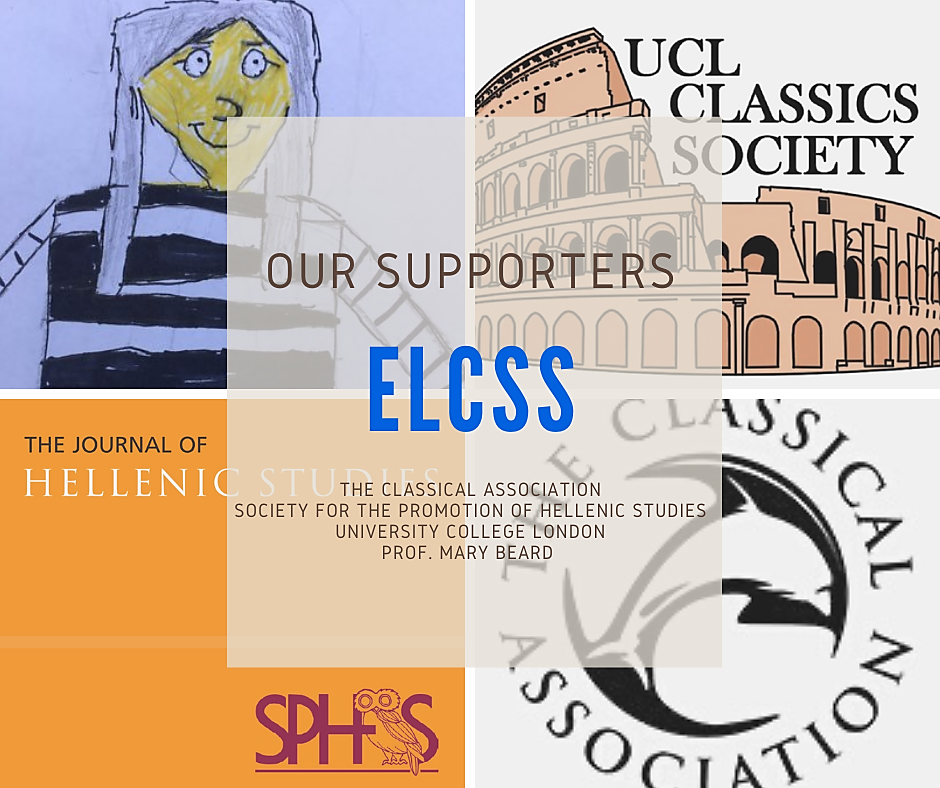 UCL
CLASSICS
SOCIETY
OUR SUPPORTERS
ELCSS
THE JOURNAL OF
HELLENIC STUDIES
THE CLASSICAL ASSOCIATION
SOCIETY FOR THE PROMOTION OF HELLENIC STUDIES
UNIVERSITY COLLEGE LONDON
PROF. MARY BEARD
THE CLASSICAL
ASSOCIATION
SPHS